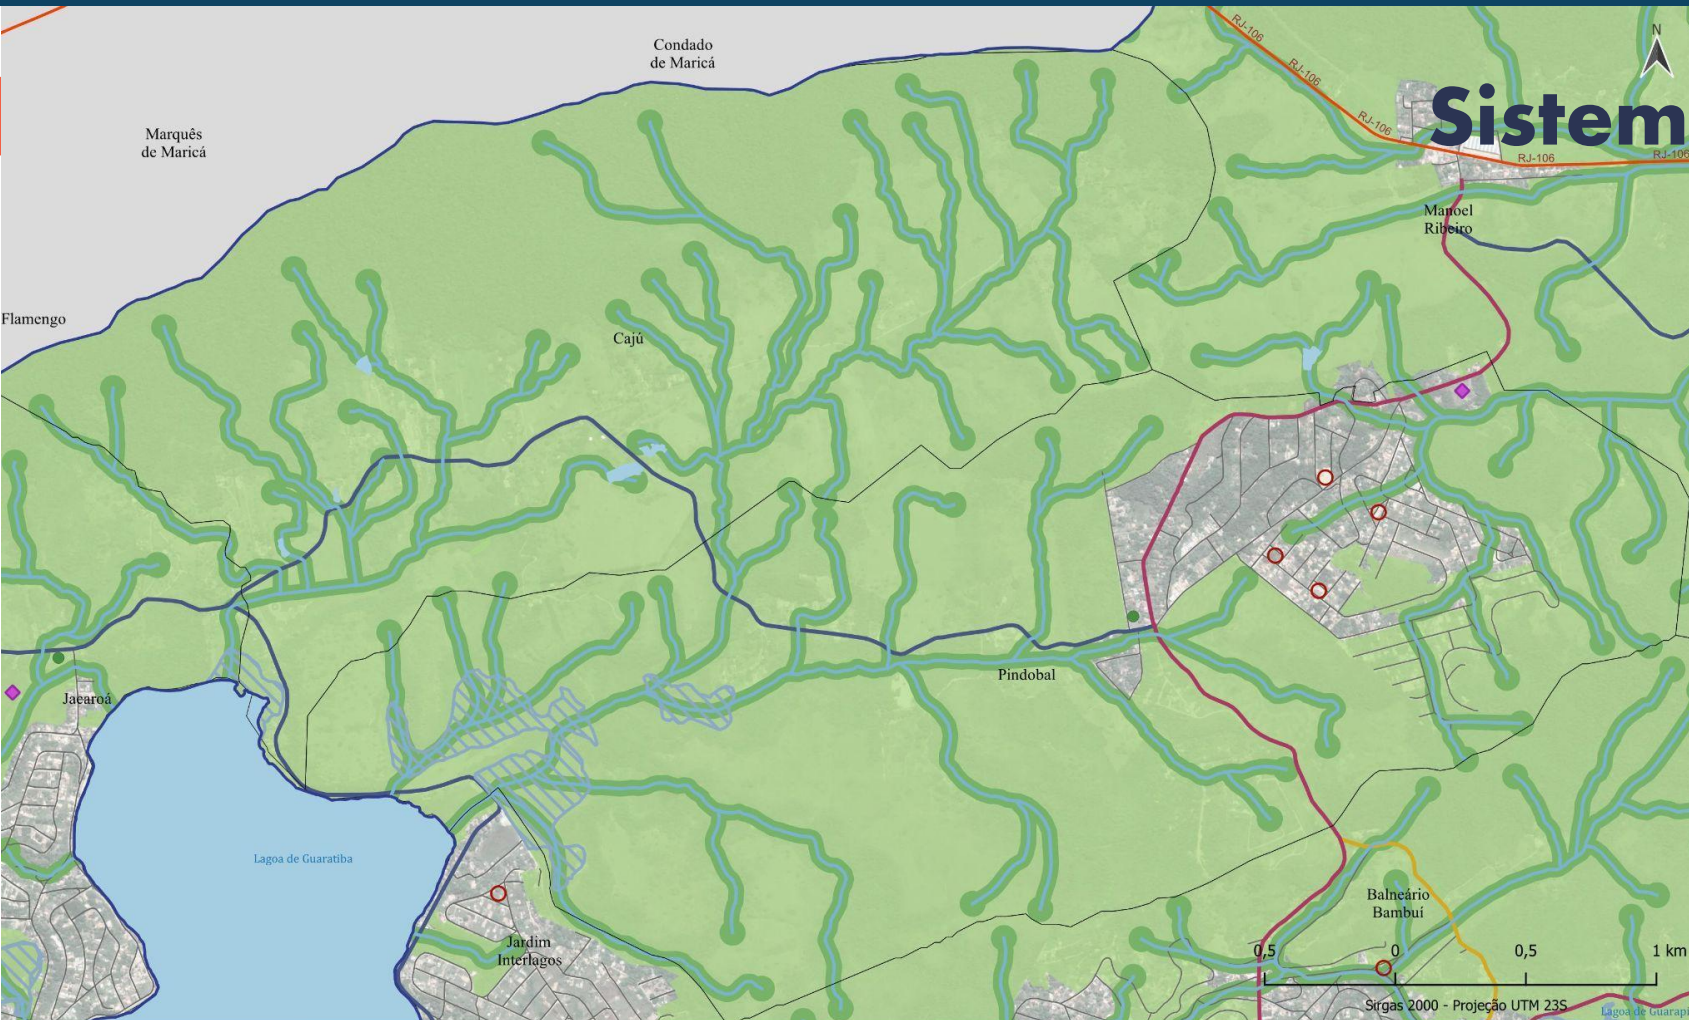 Condado
de Maricá
RJ-106
RJ-106
RJ-106
RJ-106
RJ-106
N
Sistem
Marquês
de Maricá
Manoel
Ribeiro
Flamengo
Cajú
Pindobal
Jacaroá
Lagoa de Guaratiba
Balneário
Bambuí
Jardim
Interlagos
0,5 0 0,5 1 km
Sirgas 2000 - Projeção UTM 23S
Lagoa de Guarapi